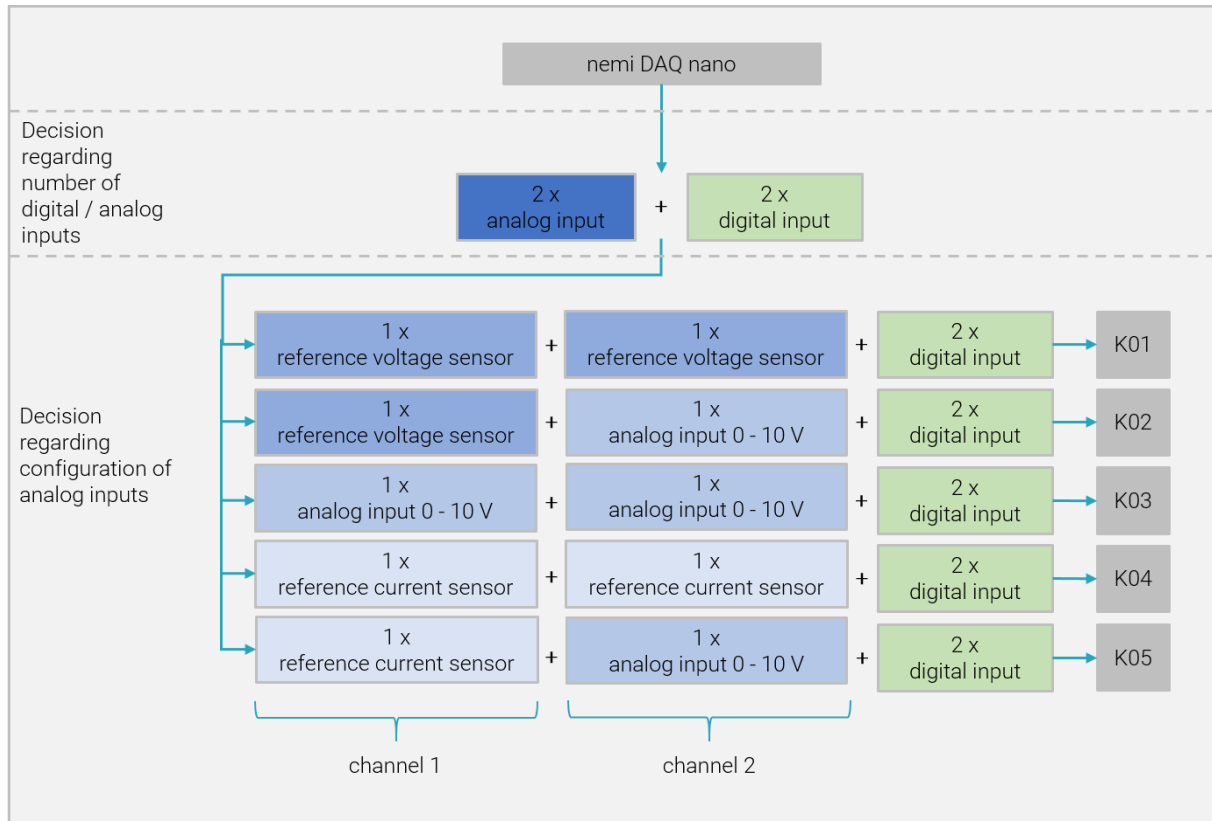 nemi DAQ nano
Decision
regarding
number of
digital / analog
inputs
2 x
analog input
+
2 x
digital input
Decision
regarding
configuration of
analog inputs
1 x
reference voltage sensor
+
1 x
reference voltage sensor
+
2 x
digital input
K01
1 x
reference voltage sensor
+
1 x
analog input 0 - 10 V
+
2 x
digital input
K02
1 x
analog input 0 - 10 V
+
1 x
analog input 0 - 10 V
+
2 x
digital input
K03
1 x
reference current sensor
+
1 x
reference current sensor
+
2 x
digital input
K04
1 x
reference current sensor
+
1 x
analog input 0 - 10 V
+
2 x
digital input
K05
channel 1
channel 2